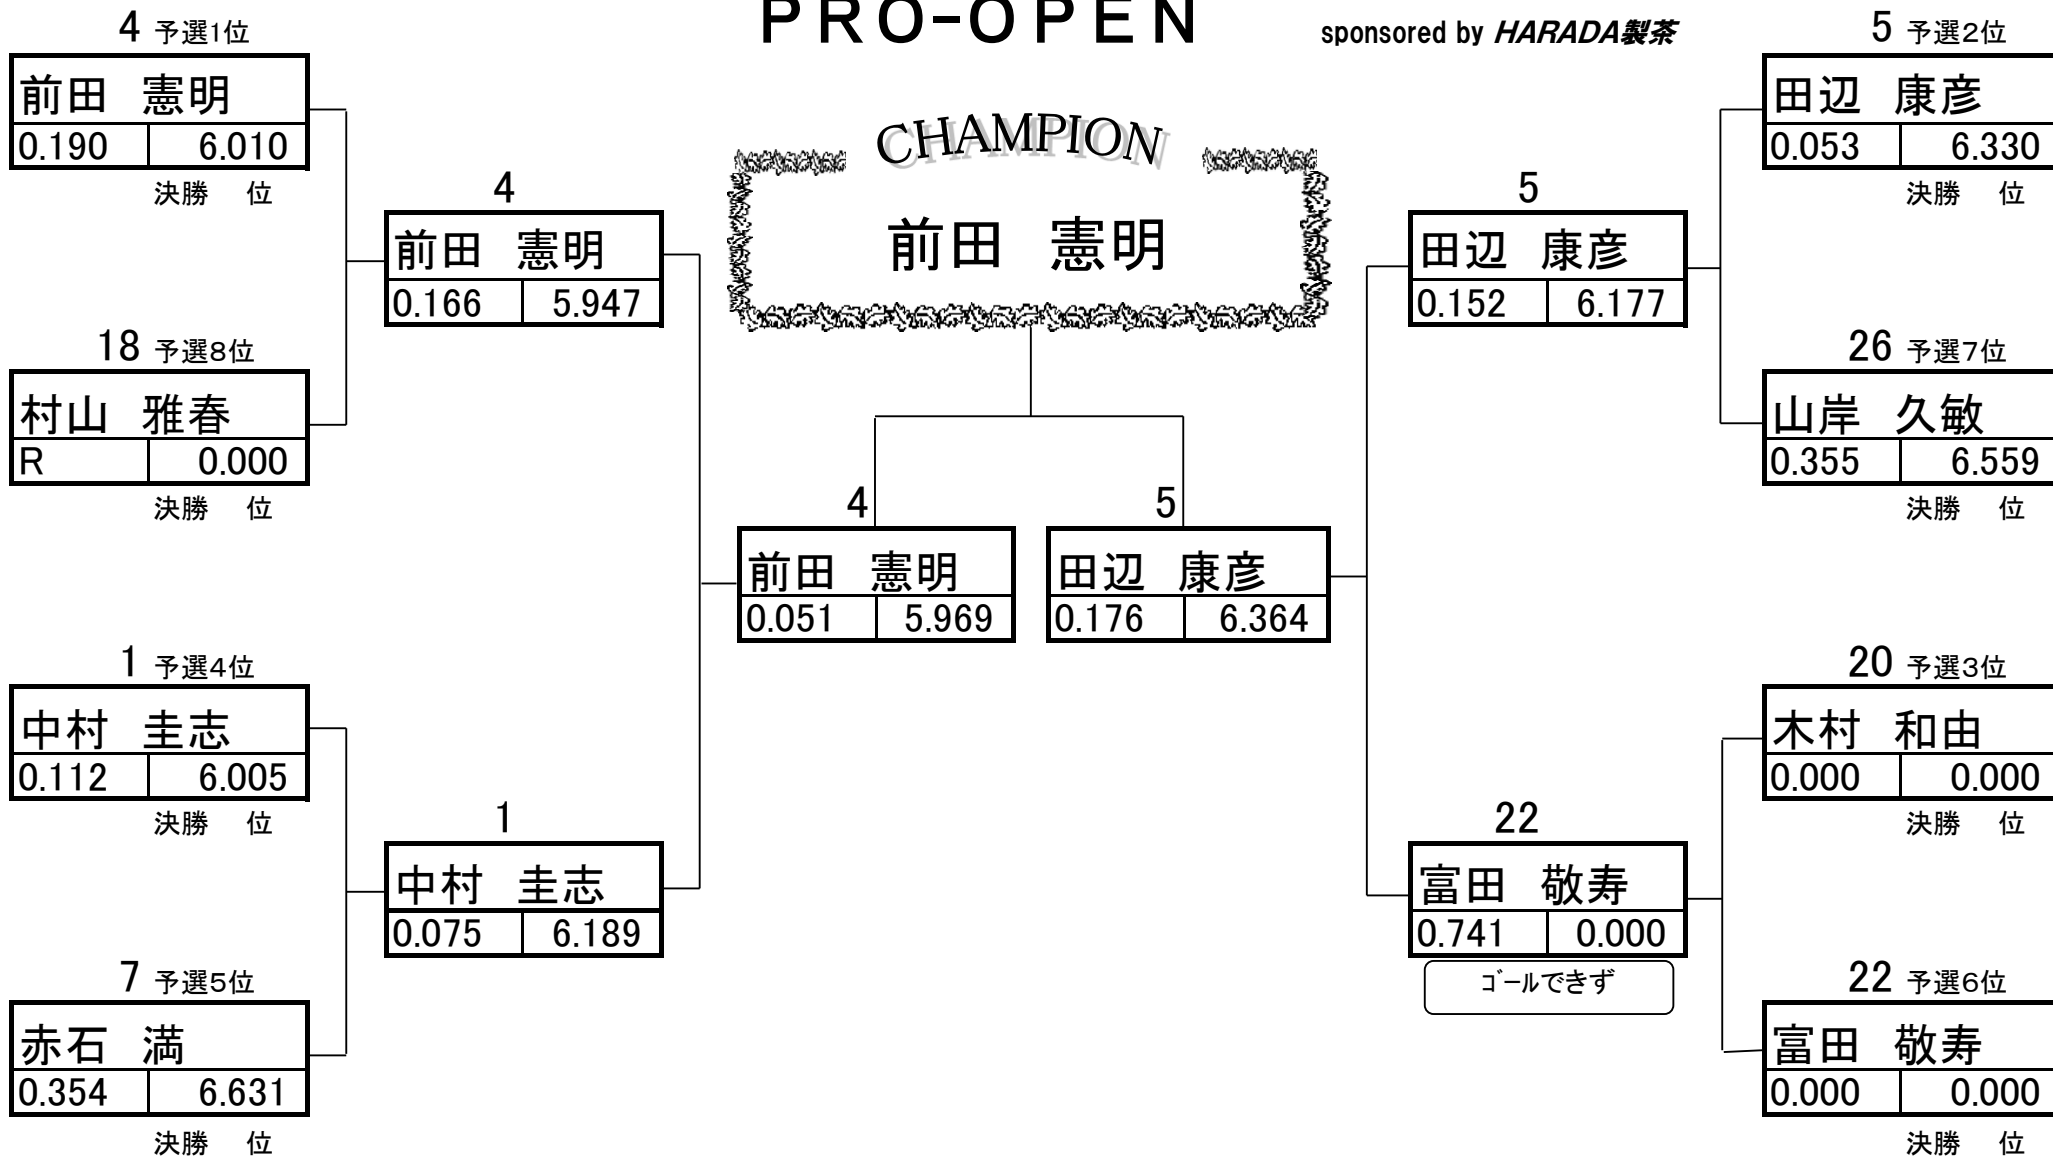 PRO-OPEN
sponsored by HARADA製茶
4 予選1位
前田 憲明
0.190 6.010
決勝 位
18 予選8位
村山 雅春
R 0.000
決勝 位
1 予選4位
中村 圭志
0.112 6.005
決勝 位
7 予選5位
赤石 満
0.354 6.631
決勝 位
4
前田 憲明
0.166 5.947
1
中村 圭志
0.075 6.189
CHAMPION
前田 憲明
4
前田 憲明
0.051 5.969
5
田辺 康彦
0.176 6.364
5
田辺 康彦
0.152 6.177
22
富田 敬寿
0.741 0.000
ｺﾞｰﾙできず
5 予選2位
田辺 康彦
0.053 6.330
決勝 位
26 予選7位
山岸 久敏
0.355 6.559
決勝 位
20 予選3位
木村 和由
0.000 0.000
決勝 位
22 予選6位
富田 敬寿
0.000 0.000
決勝 位